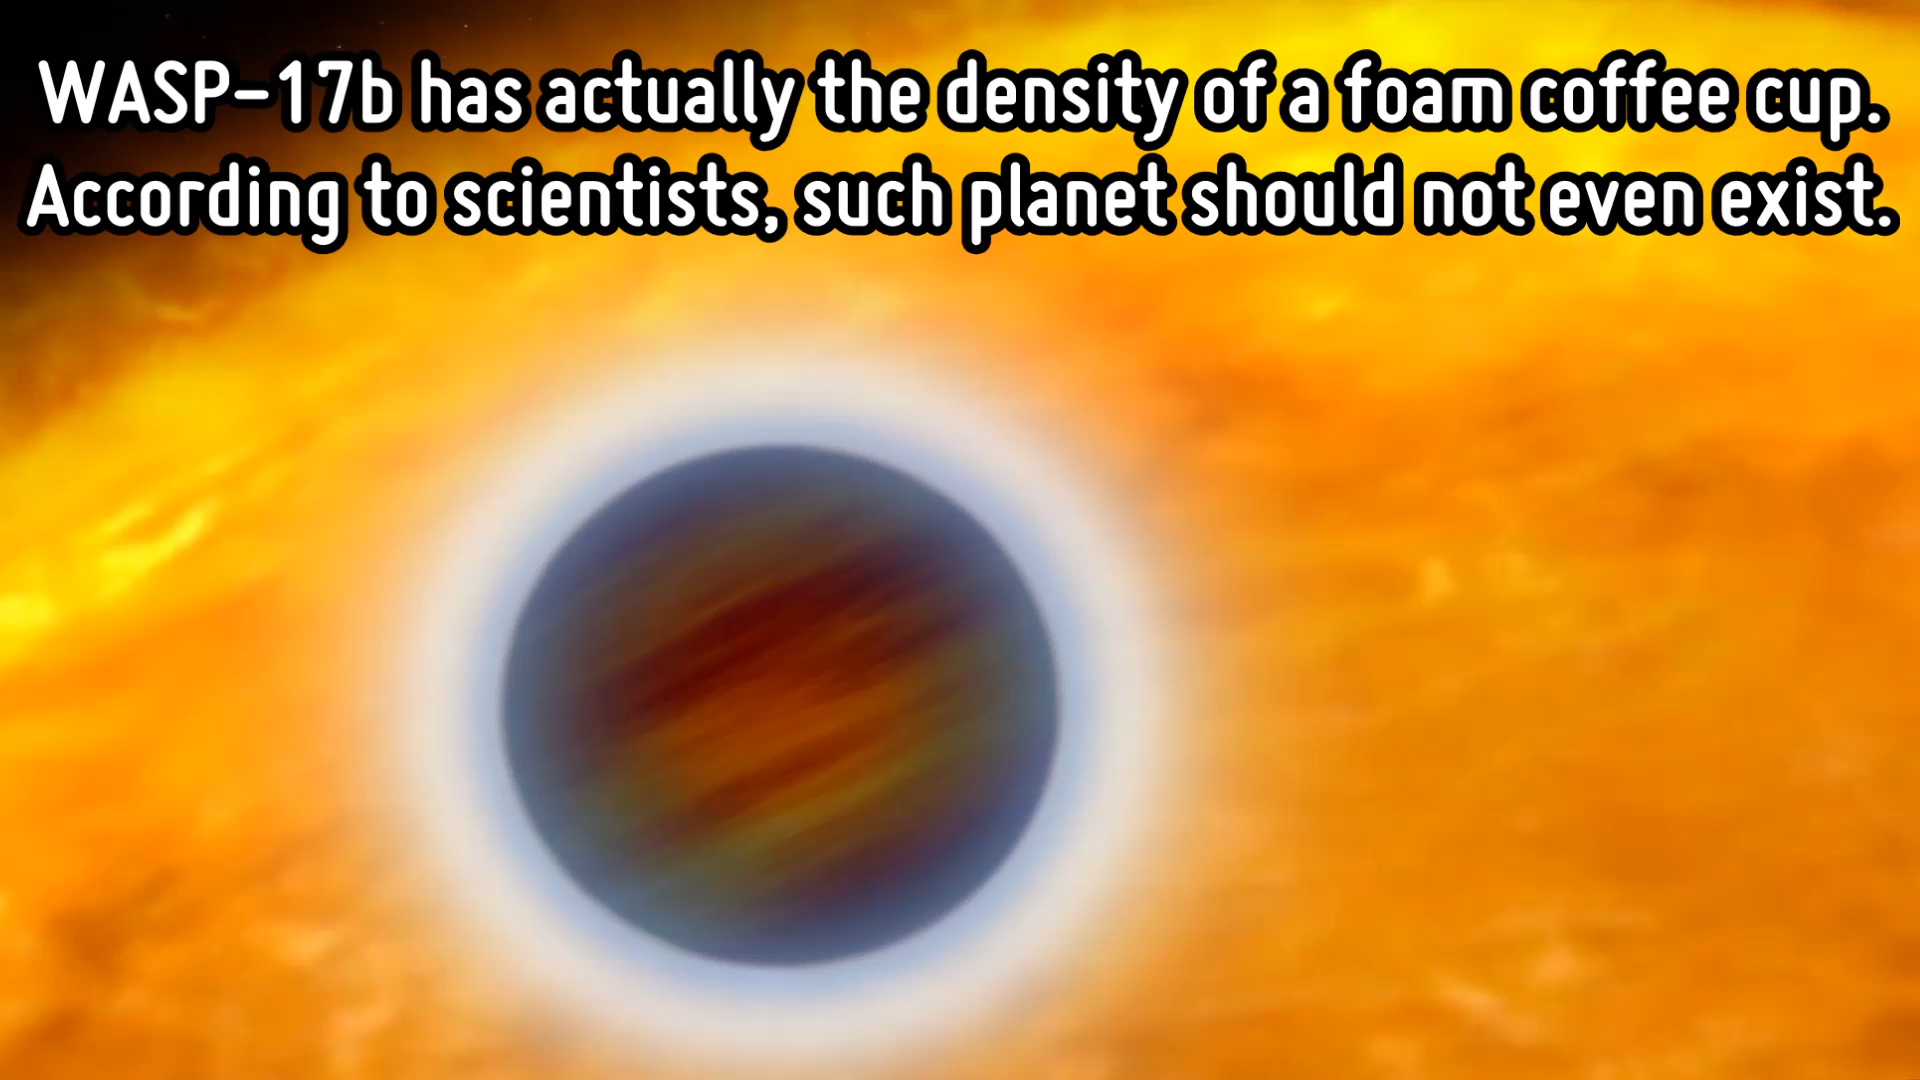 WASP-17b has actually the density of a foam coffee cup.
According to scientists, such planet should not even exist.